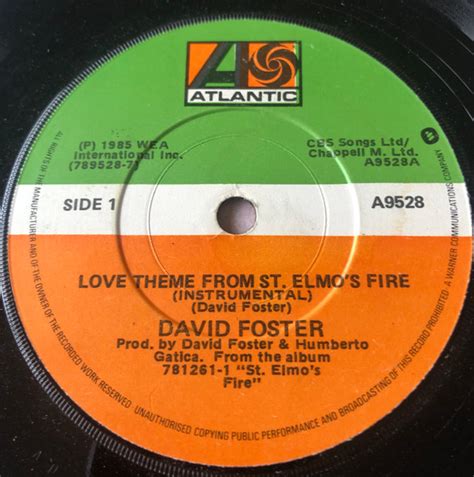 ATLANTIC
(P) 1985 WEA
International Inc.
(789528-7)
CBS Songs Ltd/
Chappell M. Ltd.
A9528A
SIDE 1
A9528
LOVE THEME FROM ST. ELMO'S FIRE
(INSTRUMENTAL)
(David Foster)
DAVID FOSTER
Prod. by David Foster & Humberto
Gatica. From the album
781261-1 "St. Elmo's
Fire"
ALL RIGHTS OF THE MANUFACTURER AND OF THE OWNER OF THE RECORDED WORK RESERVED UNAUTHORISED COPYING PUBLIC PERFORMANCE AND BROADCASTING OF THIS RECORD PROHIBITED A WARNER COMMUNICATIONS COMPANY